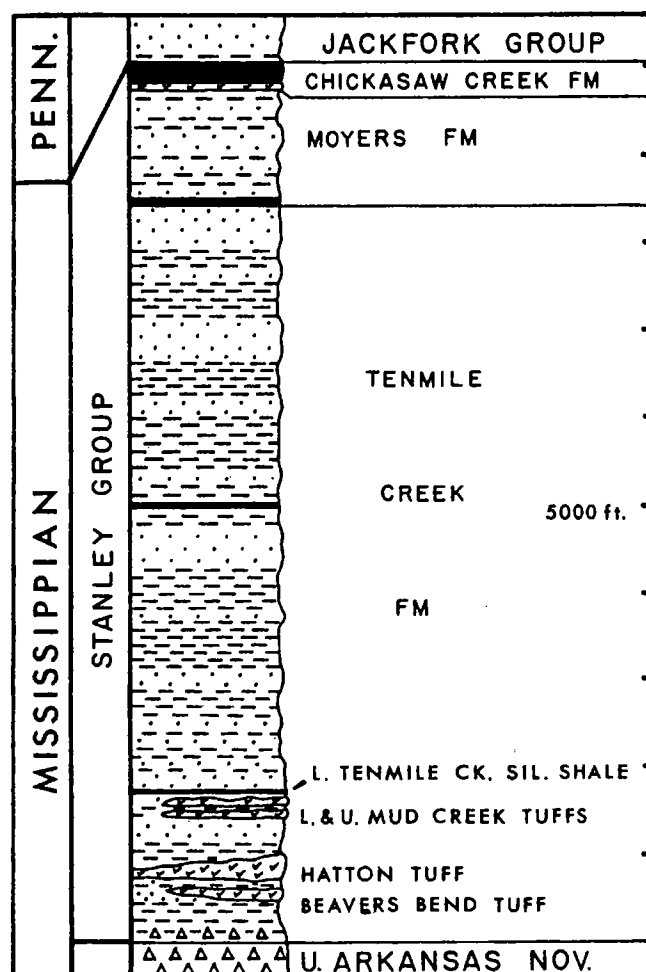 PENN.
MISSISSIPPIAN
STANLEY GROUP
JACKFORK GROUP
CHICKASAW CREEK FM
MOYERS FM
TENMILE
CREEK
5000 ft.
FM
L. TENMILE CK. SIL. SHALE
L. & U. MUD CREEK TUFFS
HATTON TUFF
BEAVERS BEND TUFF
U. ARKANSAS NOV.